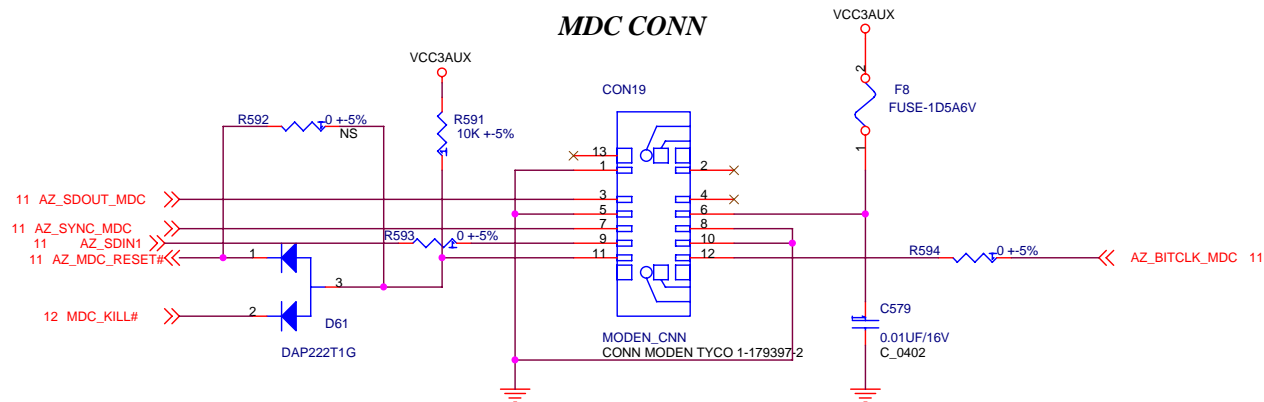 MDC CONN
VCC3AUX
VCC3AUX
2
F8
FUSE-1D5A6V
1
CON19
R592
0 +-5%
NS
R591
10K +-5%
13
1
2
11 AZ_SDOUT_MDC
3
4
5
6
11 AZ_SYNC_MDC
7
8
11 AZ_SDIN1
R593
0 +-5%
9
10
11 AZ_MDC_RESET#
1
11
12
R594
0 +-5%
AZ_BITCLK_MDC 11
3
12 MDC_KILL#
2
D61
DAP222T1G
MODEN_CNN
CONN MODEN TYCO 1-179397-2
C579
0.01UF/16V
C_0402